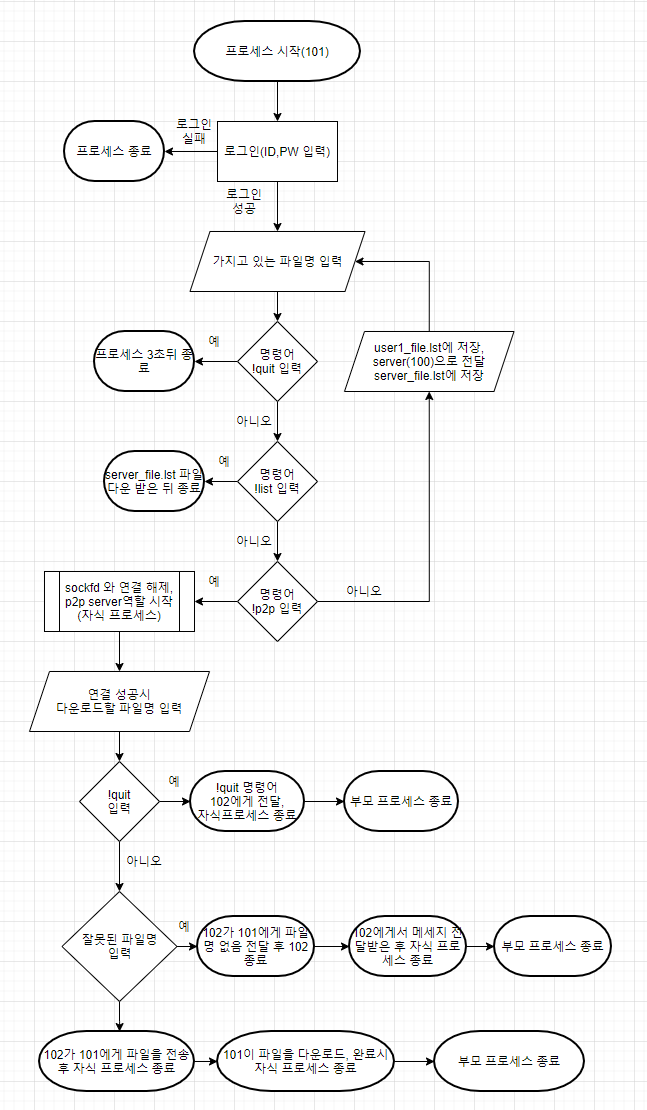 프로세스 시작(101)
로그인
실패
프로세스 종료
로그인(ID,PW 입력)
로그인
성공
가지고 있는 파일명 입력
user1_file.lst에 저장,
server(100)으로 전달
server_file.lst에 저장
예
프로세스 3초뒤 종
료
명령어
!quit 입력
아니오
예
server_file.lst 파일
다운 받은 뒤 종료
명령어
!list 입력
아니오
예
sockfd 와 연결 해제,
p2p server역할 시작
(자식 프로세스)
명령어
!p2p 입력
아니오
연결 성공시
다운로드할 파일명 입력
!quit
입력
예
!quit 명령어
102에게 전달,
자식프로세스 종료
부모 프로세스 종료
아니오
잘못된 파일명
입력
예
102가 101에게 파일
명 없음 전달 후 102
종료
102에게서 메세지 전
달받은 후 자식 프로
세스 종료
부모 프로세스 종료
102가 101에게 파일을 전송
후 자식 프로세스 종료
101이 파일을 다운로드, 완료시
자식 프로세스 종료
부모 프로세스 종료